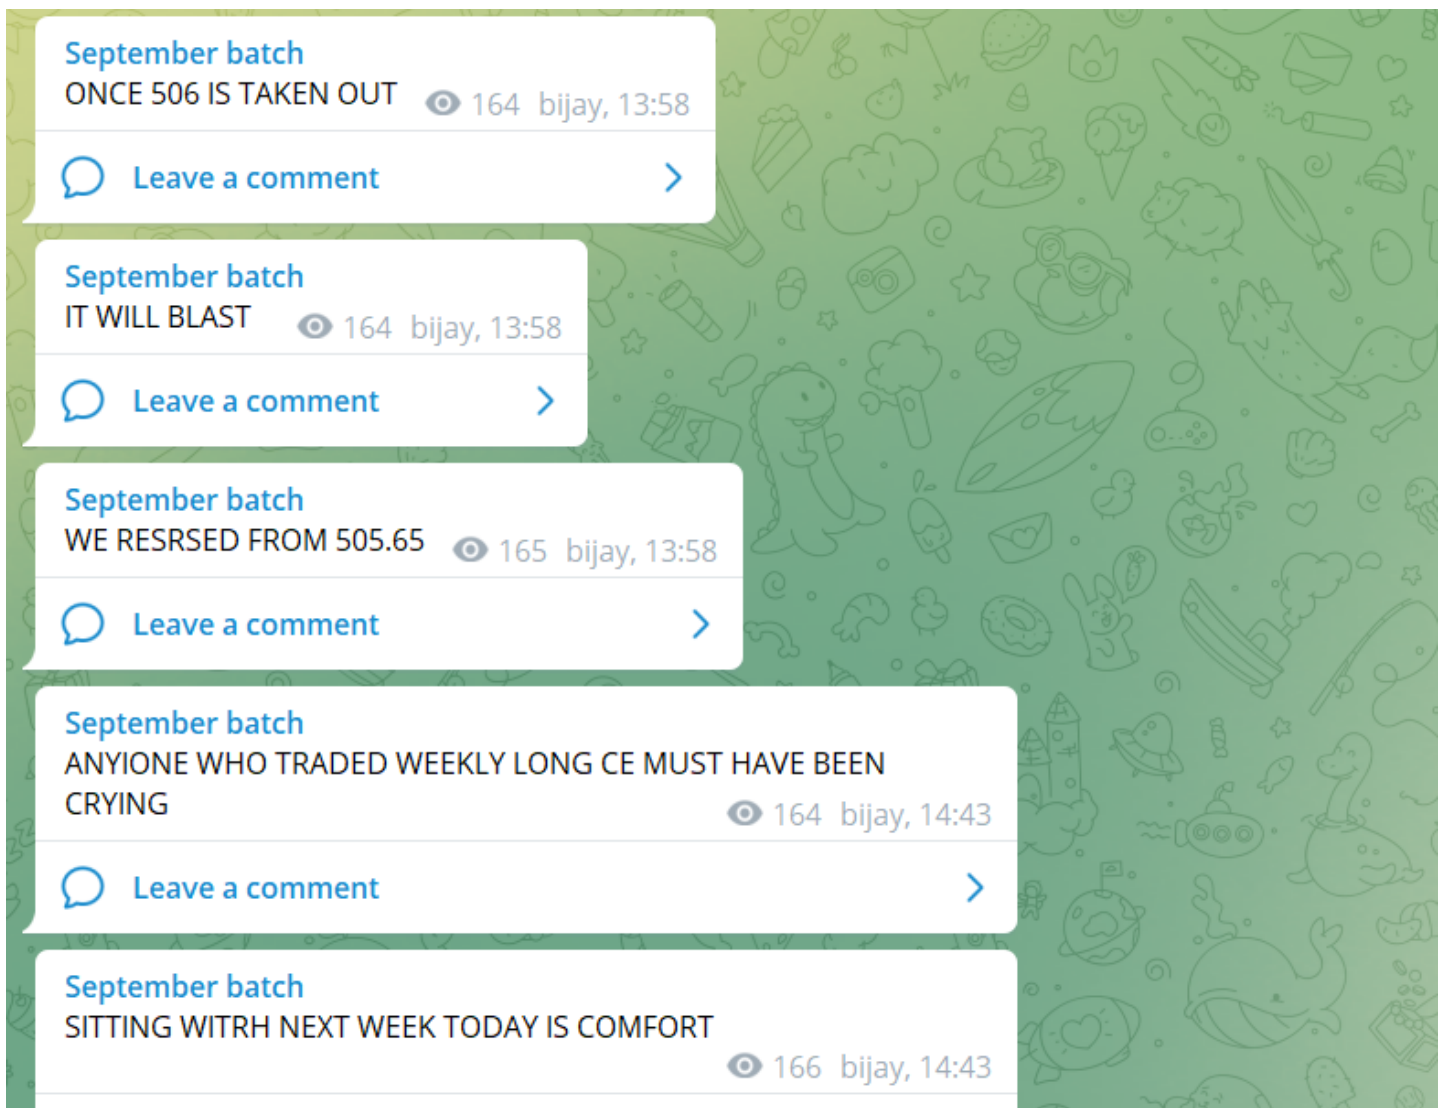 September batch
ONCE 506 IS TAKEN OUT 164 bijay, 13:58
Leave a comment
September batch
IT WILL BLAST 164 bijay, 13:58
Leave a comment
September batch
WE RESRSED FROM 505.65 165 bijay, 13:58
Leave a comment
September batch
ANYIONE WHO TRADED WEEKLY LONG CE MUST HAVE BEEN
CRYING 164 bijay, 14:43
Leave a comment
September batch
SITTING WITRH NEXT WEEK TODAY IS COMFORT
166 bijay, 14:43